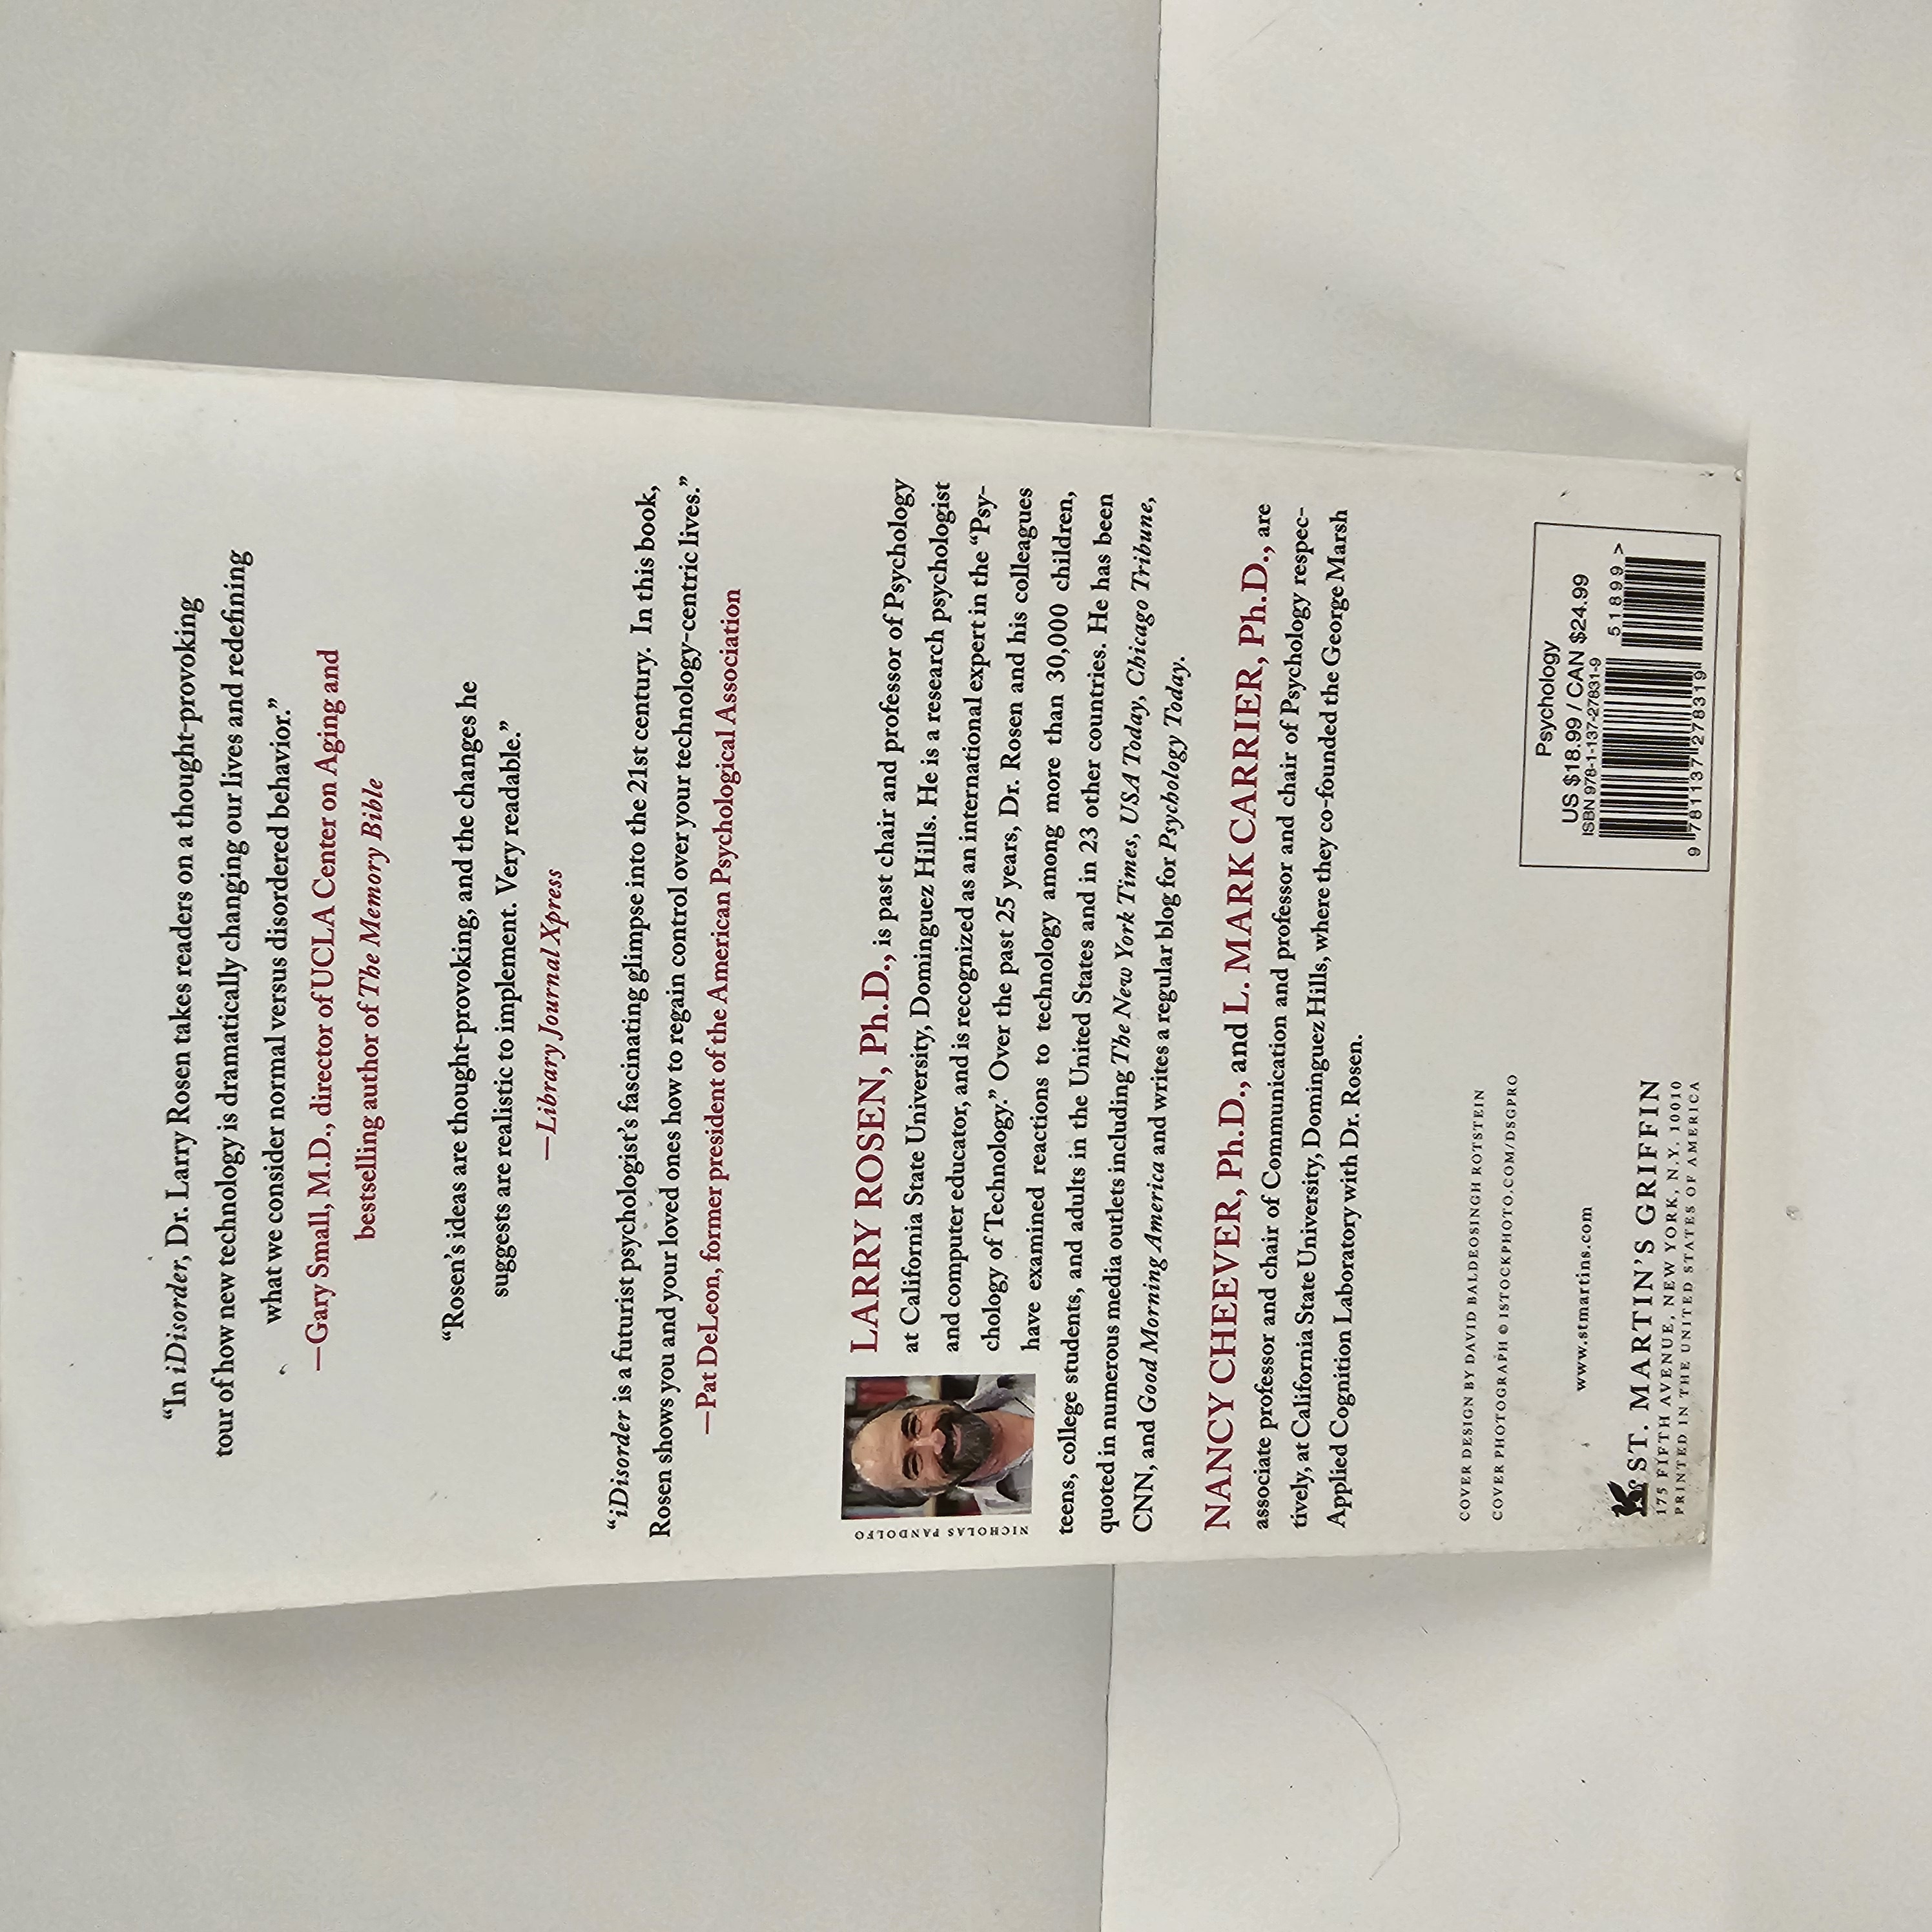 “In iDisorder, Dr. Larry Rosen takes readers on a thought-provoking
tour of how new technology is dramatically changing our lives and redefining
what we consider normal versus disordered behavior.”
—Gary Small, M.D., director of UCLA Center on Aging and
bestselling author of The Memory Bible
“Rosen’s ideas are thought-provoking, and the changes he
suggests are realistic to implement. Very readable.”
—Library Journal Xpress
“iDisorder is a futurist psychologist’s fascinating glimpse into the 21st century. In this book,
Rosen shows you and your loved ones how to regain control over your technology-centric lives.”
—Pat DeLeon, former president of the American Psychological Association
NICHOLAS PANDOLFO
LARRY ROSEN, Ph.D., is past chair and professor of Psychology
at California State University, Dominguez Hills. He is a research psychologist
and computer educator, and is recognized as an international expert in the “Psy-
chology of Technology.” Over the past 25 years, Dr. Rosen and his colleagues
have examined reactions to technology among more than 30,000 children,
teens, college students, and adults in the United States and in 23 other countries. He has been
quoted in numerous media outlets including The New York Times, USA Today, Chicago Tribune,
CNN, and Good Morning America and writes a regular blog for Psychology Today.
NANCY CHEEVER, Ph.D., and L. MARK CARRIER, Ph.D., are
associate professor and chair of Communication and professor and chair of Psychology respec-
tively, at California State University, Dominguez Hills, where they co-founded the George Marsh
Applied Cognition Laboratory with Dr. Rosen.
COVER DESIGN BY DAVID BALDEOSINGH ROTSTEIN
COVER PHOTOGRAPH © ISTOCKPHOTO.COM/DSGPRO
www.stmartins.com
ST. MARTIN’S GRIFFIN
175 FIFTH AVENUE, NEW YORK, N.Y. 10010
PRINTED IN THE UNITED STATES OF AMERICA
Psychology
US $18.99 / CAN $24.99
ISBN 978-1-137-27831-9
51899 >
9 781137 278319